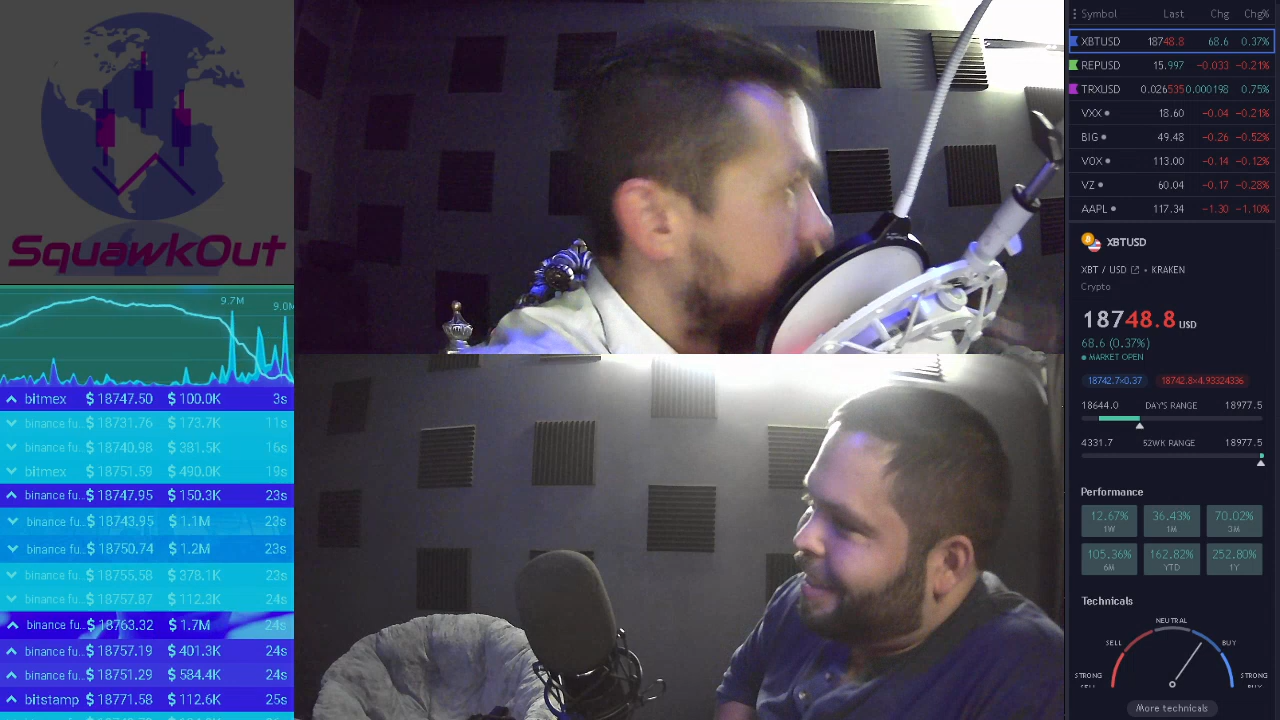 SquawkOut
9.7M
9.0M
bitmex $ 18747.50 $ 100.0K 3s
binance fu.. $ 18731.76 $ 173.7K 11s
binance fu.. $ 18740.98 $ 381.5K 16s
bitmex $ 18751.59 $ 490.0K 19s
binance fu.. $ 18747.95 $ 150.3K 23s
binance fu.. $ 18743.95 $ 1.1M 23s
binance fu.. $ 18750.74 $ 1.2M 23s
binance fu.. $ 18755.58 $ 378.1K 23s
binance fu.. $ 18757.87 $ 112.3K 24s
binance fu.. $ 18763.32 $ 1.7M 24s
binance fu.. $ 18757.19 $ 401.3K 24s
binance fu.. $ 18751.29 $ 584.4K 24s
bitstamp $ 18771.58 $ 112.6K 25s
Symbol Last Chg Chg%
XBTUSD 18748.8 68.6 0.37%
REPUSD 15.997 −0.033 −0.21%
TRXUSD 0.026535 0.000198 0.75%
VXX 18.60 −0.04 −0.21%
BIG 49.48 −0.26 −0.52%
VOX 113.00 −0.14 −0.12%
VZ 60.04 −0.17 −0.28%
AAPL 117.34 −1.30 −1.10%
XBTUSD
XBT / USD • KRAKEN
Crypto
18748.8 USD
68.6 (0.37%)
MARKET OPEN
18742.7×0.37 18742.8×4.93324336
18644.0 DAY'S RANGE 18977.5
4331.7 52WK RANGE 18977.5
Performance
12.67% 36.43% 70.02%
1W 1M 3M
105.36% 162.82% 252.80%
6M YTD 1Y
Technicals
NEUTRAL
SELL BUY
STRONG STRONG
More technicals